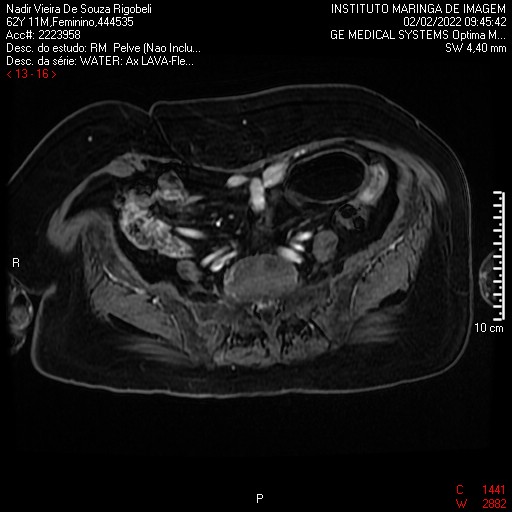 Nadir Vieira De Souza Rigobeli
62Y 11M,Feminino,444535
Acc#: 2223958
Desc. do estudo: RM Pelve (Nao Inclu...
Desc. da série: WATER: Ax LAVA-Fle...
< 13 - 16 >
INSTITUTO MARINGA DE IMAGEM
02/02/2022 09:45:42
GE MEDICAL SYSTEMS Optima M...
SW 4,40 mm
R
10 cm
P
C 1441
W 2882